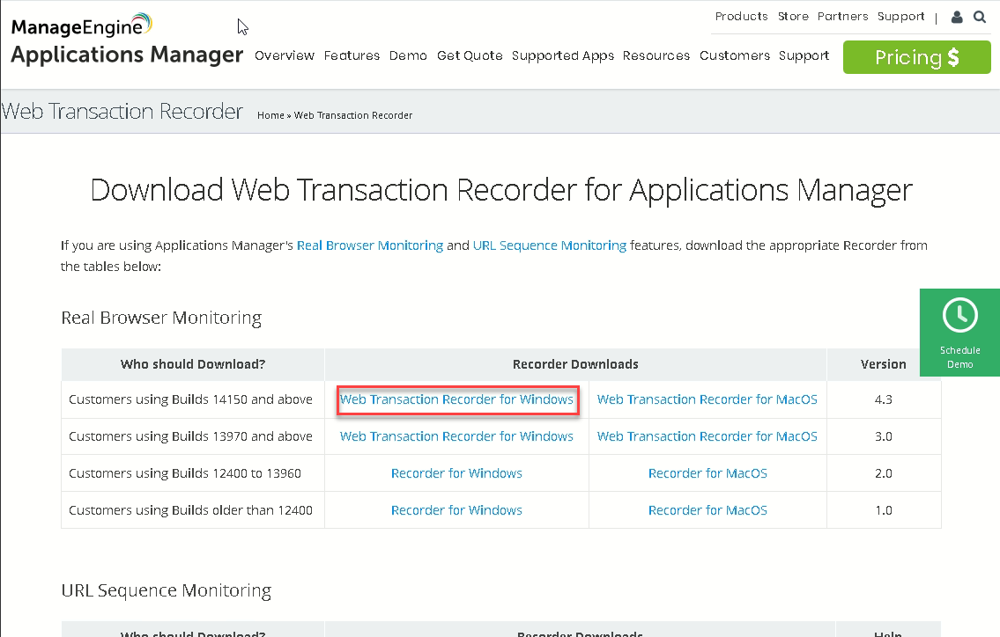 ManageEngine
Applications Manager
Products Store Partners Support |
Overview Features Demo Get Quote Supported Apps Resources Customers Support Pricing $
Web Transaction Recorder Home » Web Transaction Recorder
Download Web Transaction Recorder for Applications Manager
If you are using Applications Manager's Real Browser Monitoring and URL Sequence Monitoring features, download the appropriate Recorder from
the tables below:
Real Browser Monitoring
Schedule
Demo
Who should Download? Recorder Downloads Version
Customers using Builds 14150 and above Web Transaction Recorder for Windows Web Transaction Recorder for MacOS 4.3
Customers using Builds 13970 and above Web Transaction Recorder for Windows Web Transaction Recorder for MacOS 3.0
Customers using Builds 12400 to 13960 Recorder for Windows Recorder for MacOS 2.0
Customers using Builds older than 12400 Recorder for Windows Recorder for MacOS 1.0
URL Sequence Monitoring
Who should Download? Recorder Downloads Help